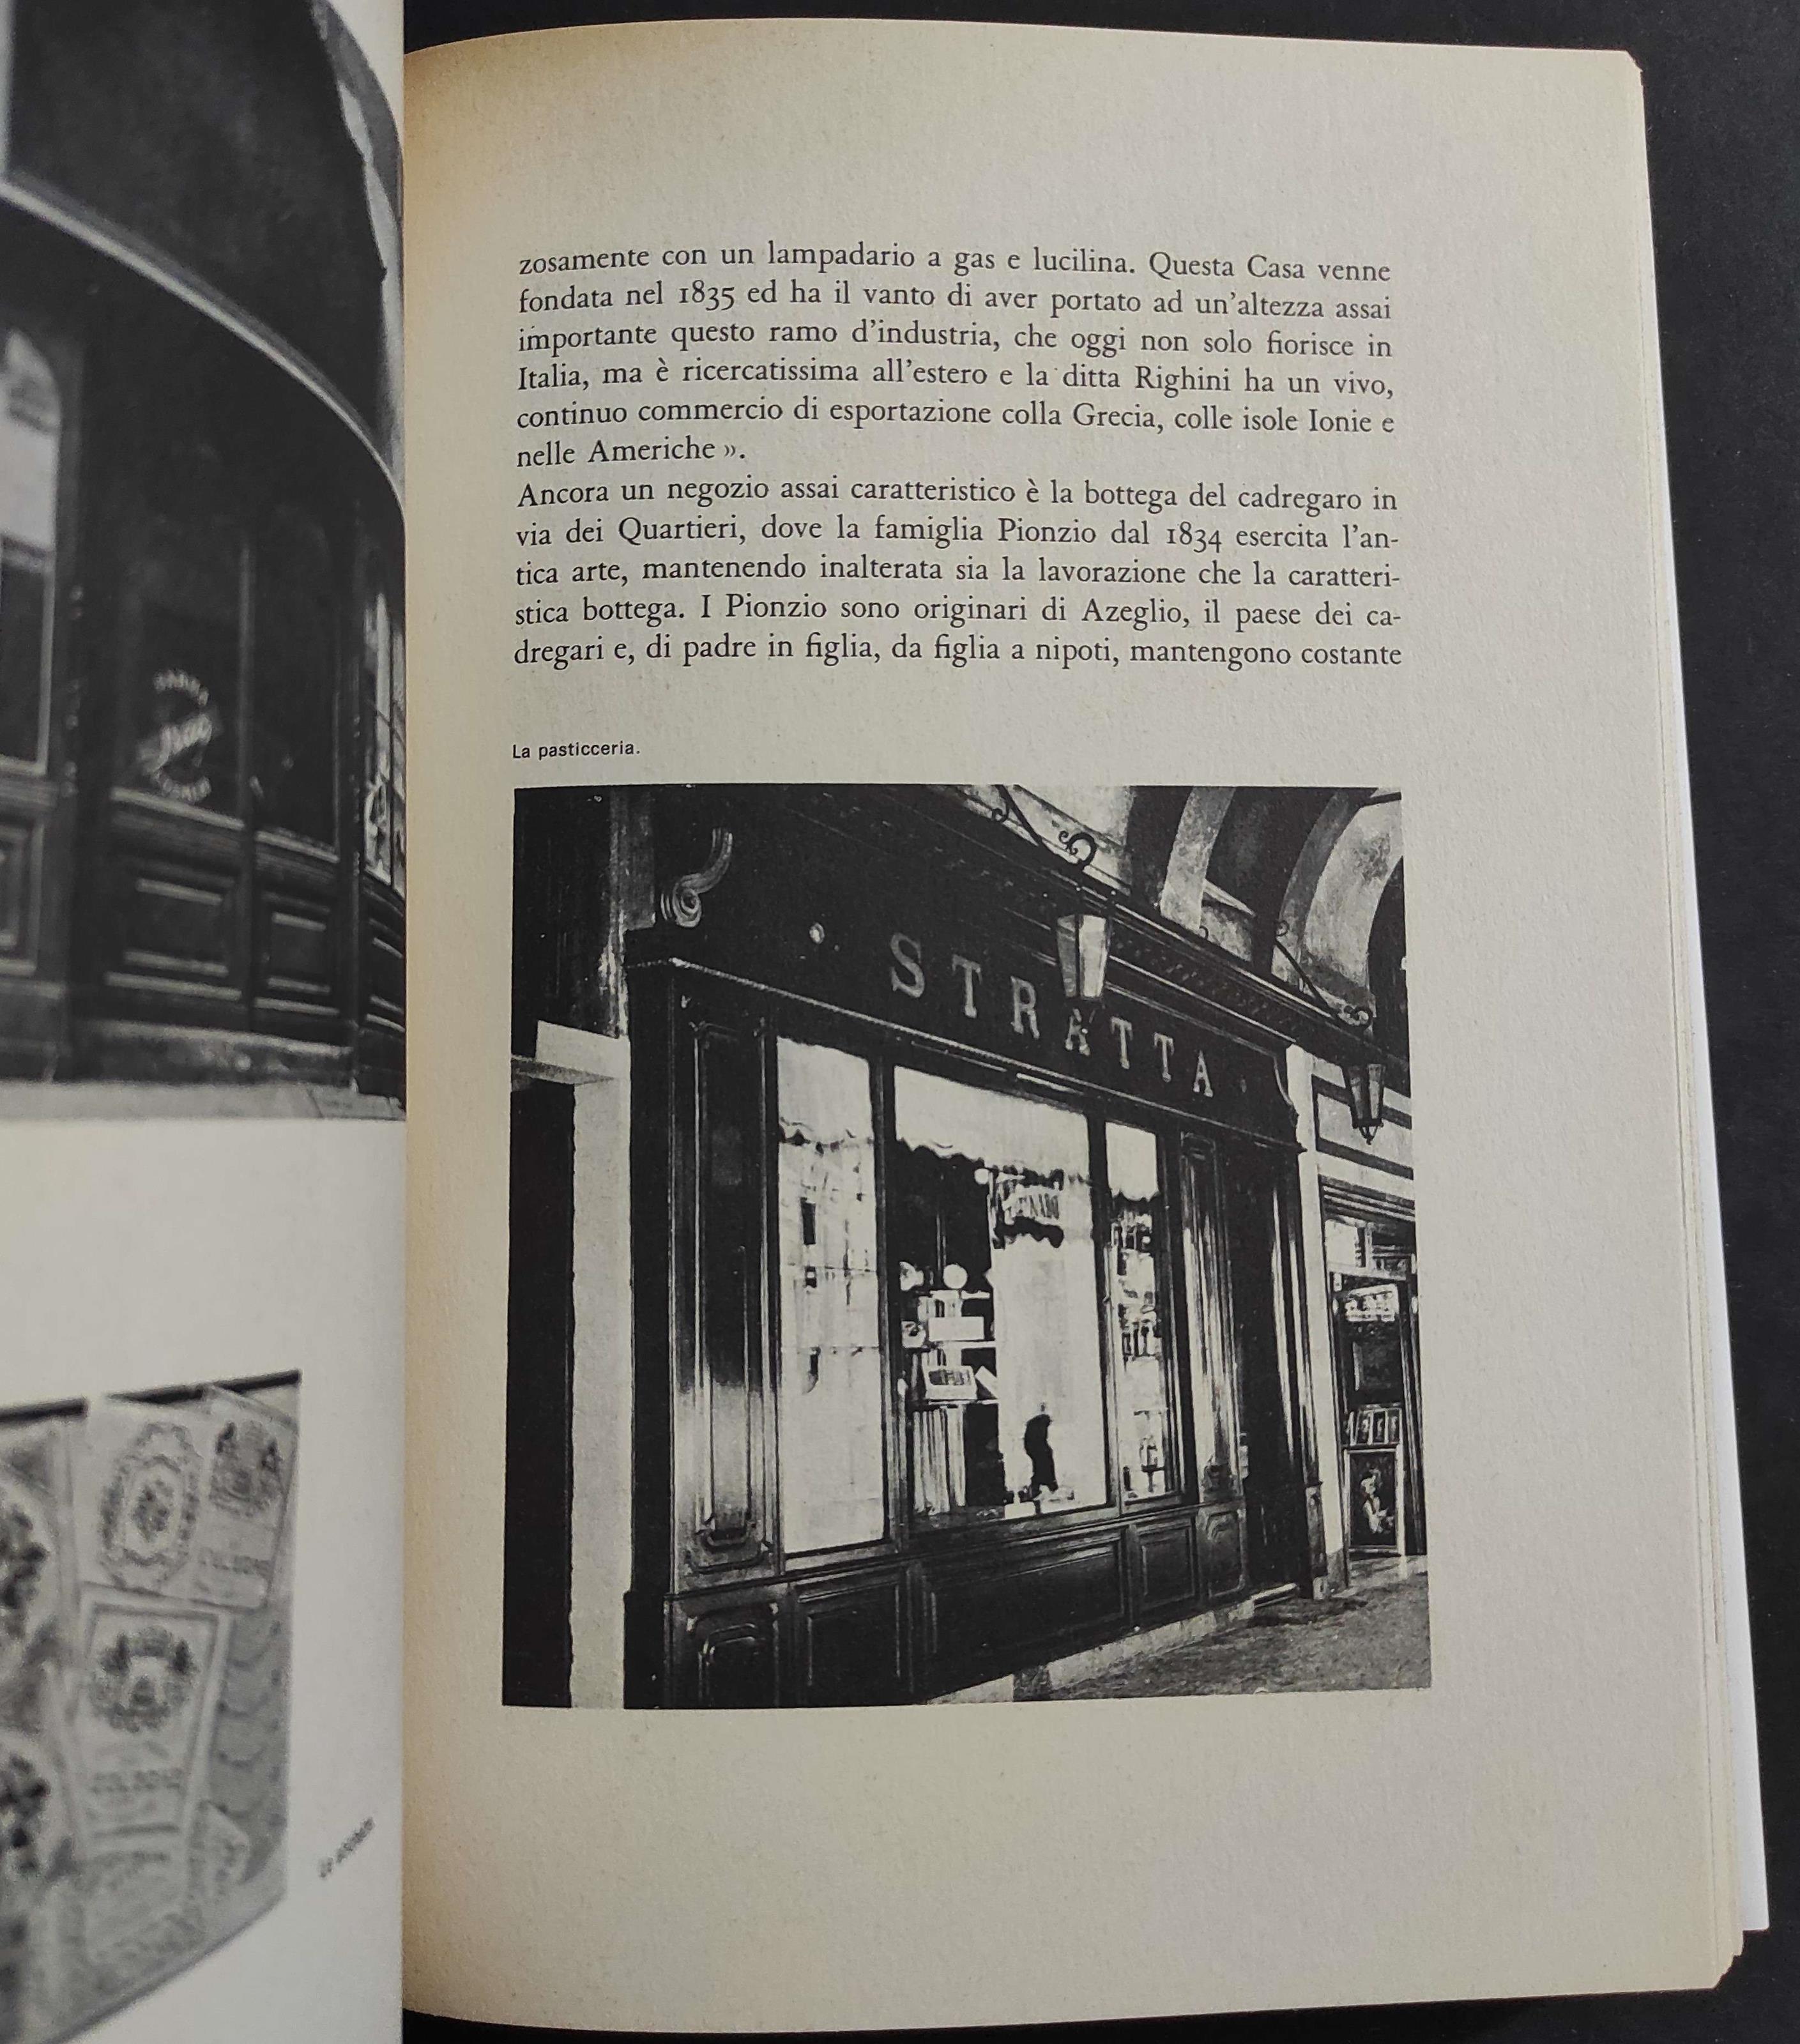 zosamente con un lampadario a gas e lucilina. Questa Casa venne
fondata nel 1835 ed ha il vanto di aver portato ad un'altezza assai
importante questo ramo d'industria, che oggi non solo fiorisce in
Italia, ma è ricercatissima all'estero e la ditta Righini ha un vivo,
continuo commercio di esportazione colla Grecia, colle isole Ionie e
nelle Americhe ».
Ancora un negozio assai caratteristico è la bottega del cadregaro in
via dei Quartieri, dove la famiglia Pionzio dal 1834 esercita l'an-
tica arte, mantenendo inalterata sia la lavorazione che la caratteri-
stica bottega. I Pionzio sono originari di Azeglio, il paese dei ca-
dregari e, di padre in figlia, da figlia a nipoti, mantengono costante
La pasticceria.
STRATTA